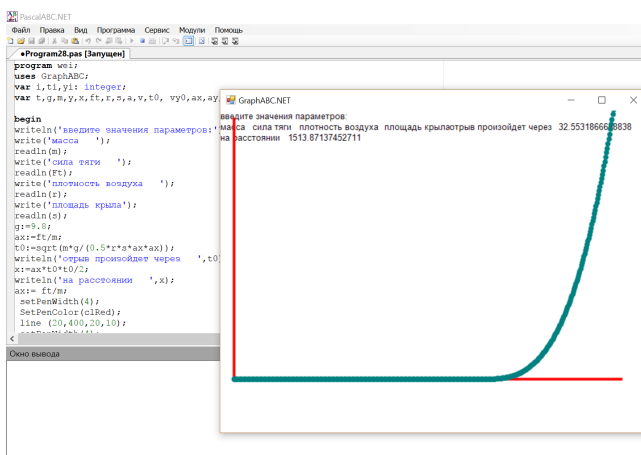 PascalABC.NET
Файл Правка Вид Программа Сервис Модули Помощь
•Program28.pas [Запущен]
program wei;
uses GraphABC;
var i,ti,yi: integer;
var t,g,m,y,x,ft,r,s,a,v,t0, vy0,ax,ay,
begin
writeln('введите значения параметров:'
write('масса   ');
readln(m);
write('сила тяги   ');
readln(Ft);
write('плотность воздуха   ');
readln(r);
write('площадь крыла');
readln(s);
g:=9.8;
ax:=ft/m;
t0:=sqrt(m*g/(0.5*r*s*ax*ax));
writeln('отрыв произойдет через   ',t0)
x:=ax*t0*t0/2;
writeln('на расстоянии   ',x);
ax:= ft/m;
setPenWidth(4);
SetPenColor(clRed);
line (20,400,20,10);
Окно вывода
GraphABC.NET
введите значения параметров:
масса   сила тяги   плотность воздуха   площадь крылаотрыв произойдет через
на расстоянии   1513.87137452711